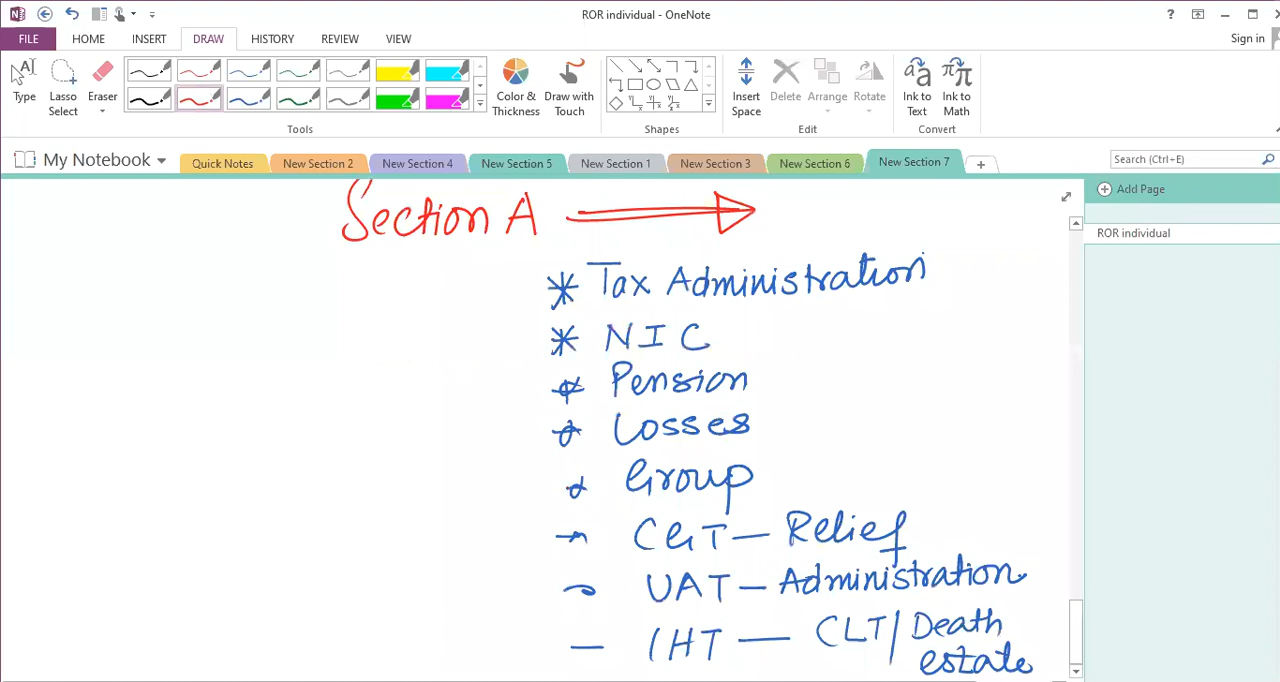 ROR individual - OneNote
Sign in
FILE HOME INSERT DRAW HISTORY REVIEW VIEW
Type
Lasso Select
Eraser
Color & Thickness
Draw with Touch
Insert Space
Delete
Arrange
Rotate
Ink to Text
Ink to Math
Tools
Shapes
Edit
Convert
My Notebook
Quick Notes New Section 2 New Section 4 New Section 5 New Section 1 New Section 3 New Section 6 New Section 7
Search (Ctrl+E)
Add Page
ROR individual
Section A
* Tax Administration
* NIC
* Pension
* Losses
* Group
CGT — Relief
VAT — Administration
— IHT — CLT/Death
estate